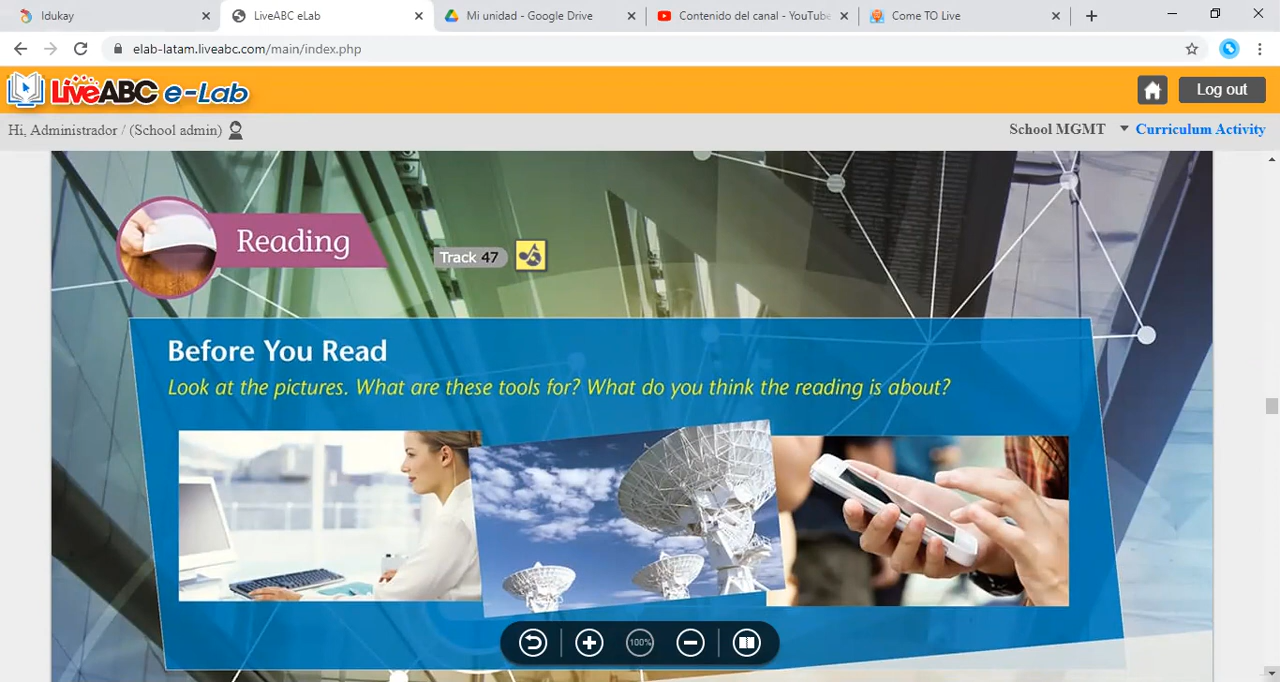 Idukay
LiveABC eLab
Mi unidad - Google Drive
Contenido del canal - YouTube
Come TO Live
elab-latam.liveabc.com/main/index.php
LiveABC e-Lab
Log out
Hi, Administrador / (School admin)
School MGMT
Curriculum Activity
Reading
Track 47
Before You Read
Look at the pictures. What are these tools for? What do you think the reading is about?
100%